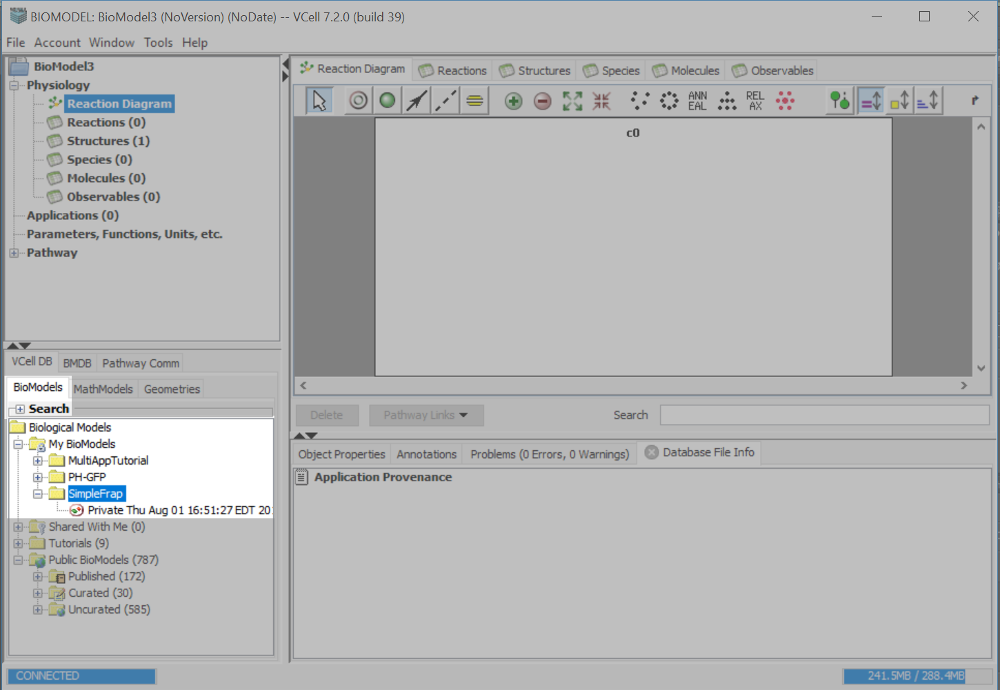 BIOMODEL: BioModel3 (NoVersion) (NoDate) -- VCell 7.2.0 (build 39)
File Account Window Tools Help
BioModel3
Physiology
Reaction Diagram
Reactions (0)
Structures (1)
Species (0)
Molecules (0)
Observables (0)
Applications (0)
Parameters, Functions, Units, etc.
Pathway
Reaction Diagram Reactions Structures Species Molecules Observables
ANN EAL
REL AX
c0
Delete Pathway Links Search
VCell DB BMDB Pathway Comm
BioModels MathModels Geometries
Search
Biological Models
My BioModels
MultiAppTutorial
PH-GFP
SimpleFrap
Private Thu Aug 01 16:51:27 EDT 20
Shared With Me (0)
Tutorials (9)
Public BioModels (787)
Published (172)
Curated (30)
Uncurated (585)
Object Properties Annotations Problems (0 Errors, 0 Warnings) Database File Info
Application Provenance
CONNECTED
241.5MB / 288.4MB